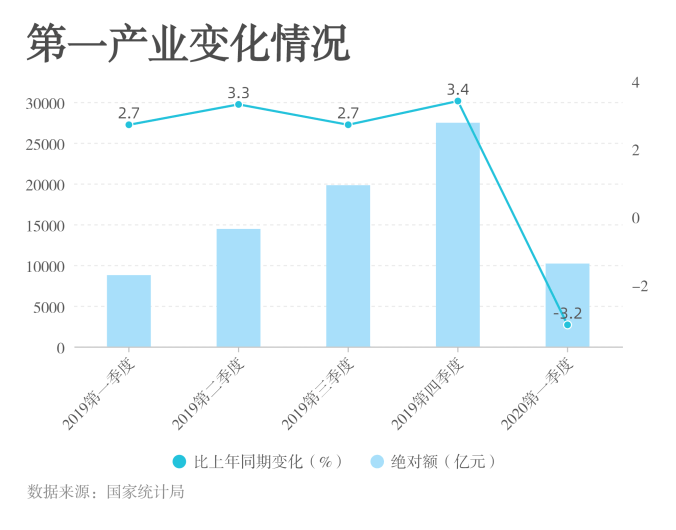 第一产业变化情况
4
30000
2.7
3.3
2.7
3.4
25000
2
20000
15000
0
10000
-2
5000
-3.2
0
2019第一季度
2019第二季度
2019第三季度
2019第四季度
2020第一季度
比上年同期变化（%） 绝对额（亿元）
数据来源：国家统计局